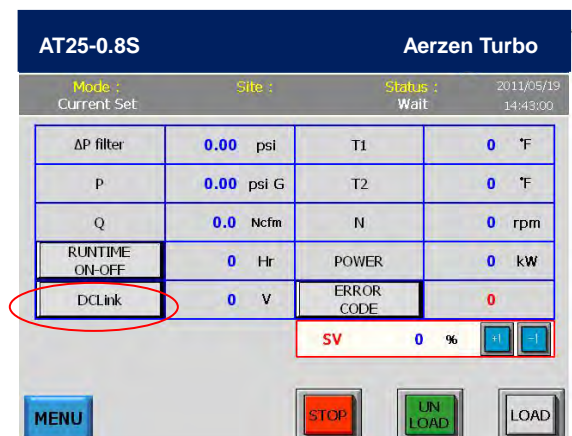 AT25-0.8S Aerzen Turbo
Mode : Site : Status : 2011/05/19
Current Set Wait 14:43:00
ΔP filter 0.00 psi T1 0 °F
P 0.00 psi G T2 0 °F
Q 0.0 Ncfm N 0 rpm
RUNTIME
ON-OFF 0 Hr POWER 0 kW
DCLink 0 V ERROR
CODE 0
SV 0 % +1 -1
MENU STOP UN
LOAD LOAD